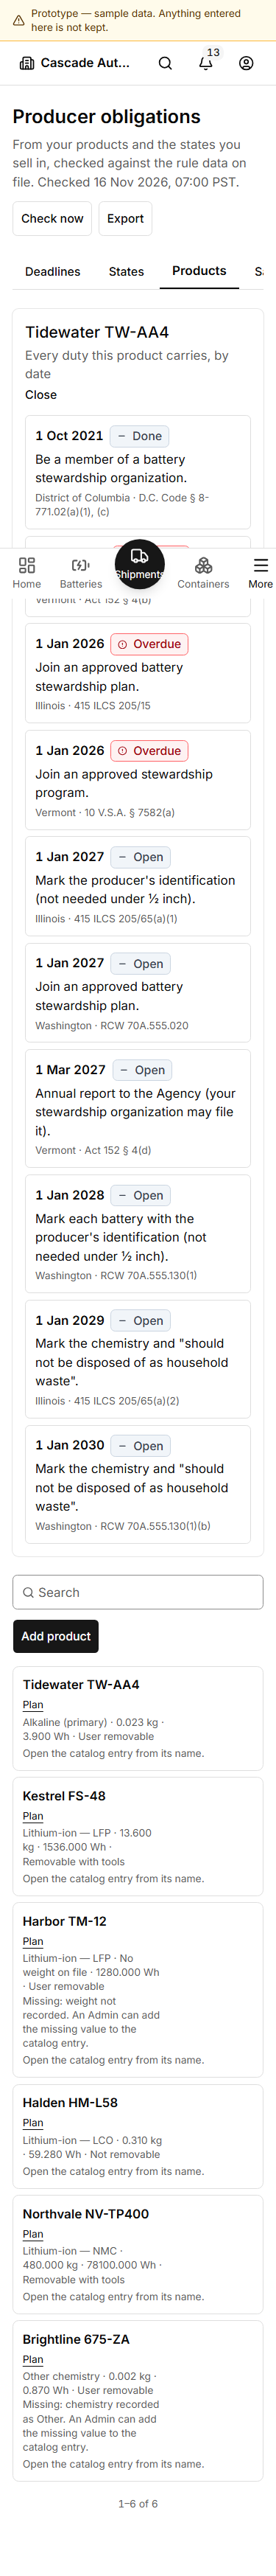 Prototype — sample data. Anything entered
here is not kept.
Cascade Aut...
13
Producer obligations
From your products and the states you
sell in, checked against the rule data on
file. Checked 16 Nov 2026, 07:00 PST.
Check now
Export
Deadlines
States
Products
Tidewater TW-AA4
Every duty this product carries, by
date
Close
1 Oct 2021
Done
Be a member of a battery
stewardship organization.
District of Columbia · D.C. Code § 8-
771.02(a)(1), (c)
Home
Batteries
Shipments
Containers
More
Vermont · Act 152 § 4(b)
1 Jan 2026
Overdue
Join an approved battery
stewardship plan.
Illinois · 415 ILCS 205/15
1 Jan 2026
Overdue
Join an approved stewardship
program.
Vermont · 10 V.S.A. § 7582(a)
1 Jan 2027
Open
Mark the producer's identification
(not needed under ½ inch).
Illinois · 415 ILCS 205/65(a)(1)
1 Jan 2027
Open
Join an approved battery
stewardship plan.
Washington · RCW 70A.555.020
1 Mar 2027
Open
Annual report to the Agency (your
stewardship organization may file
it).
Vermont · Act 152 § 4(d)
1 Jan 2028
Open
Mark each battery with the
producer's identification (not
needed under ½ inch).
Washington · RCW 70A.555.130(1)
1 Jan 2029
Open
Mark the chemistry and "should
not be disposed of as household
waste".
Illinois · 415 ILCS 205/65(a)(2)
1 Jan 2030
Open
Mark the chemistry and "should
not be disposed of as household
waste".
Washington · RCW 70A.555.130(1)(b)
Search
Add product
Tidewater TW-AA4
Plan
Alkaline (primary) · 0.023 kg ·
3.900 Wh · User removable
Open the catalog entry from its name.
Kestrel FS-48
Plan
Lithium-ion — LFP · 13.600
kg · 1536.000 Wh ·
Removable with tools
Open the catalog entry from its name.
Harbor TM-12
Plan
Lithium-ion — LFP · No
weight on file · 1280.000 Wh
· User removable
Missing: weight not
recorded. An Admin can add
the missing value to the
catalog entry.
Open the catalog entry from its name.
Halden HM-L58
Plan
Lithium-ion — LCO · 0.310 kg
· 59.280 Wh · Not removable
Open the catalog entry from its name.
Northvale NV-TP400
Plan
Lithium-ion — NMC ·
480.000 kg · 78100.000 Wh ·
Removable with tools
Open the catalog entry from its name.
Brightline 675-ZA
Plan
Other chemistry · 0.002 kg ·
0.870 Wh · User removable
Missing: chemistry recorded
as Other. An Admin can add
the missing value to the
catalog entry.
Open the catalog entry from its name.
1–6 of 6